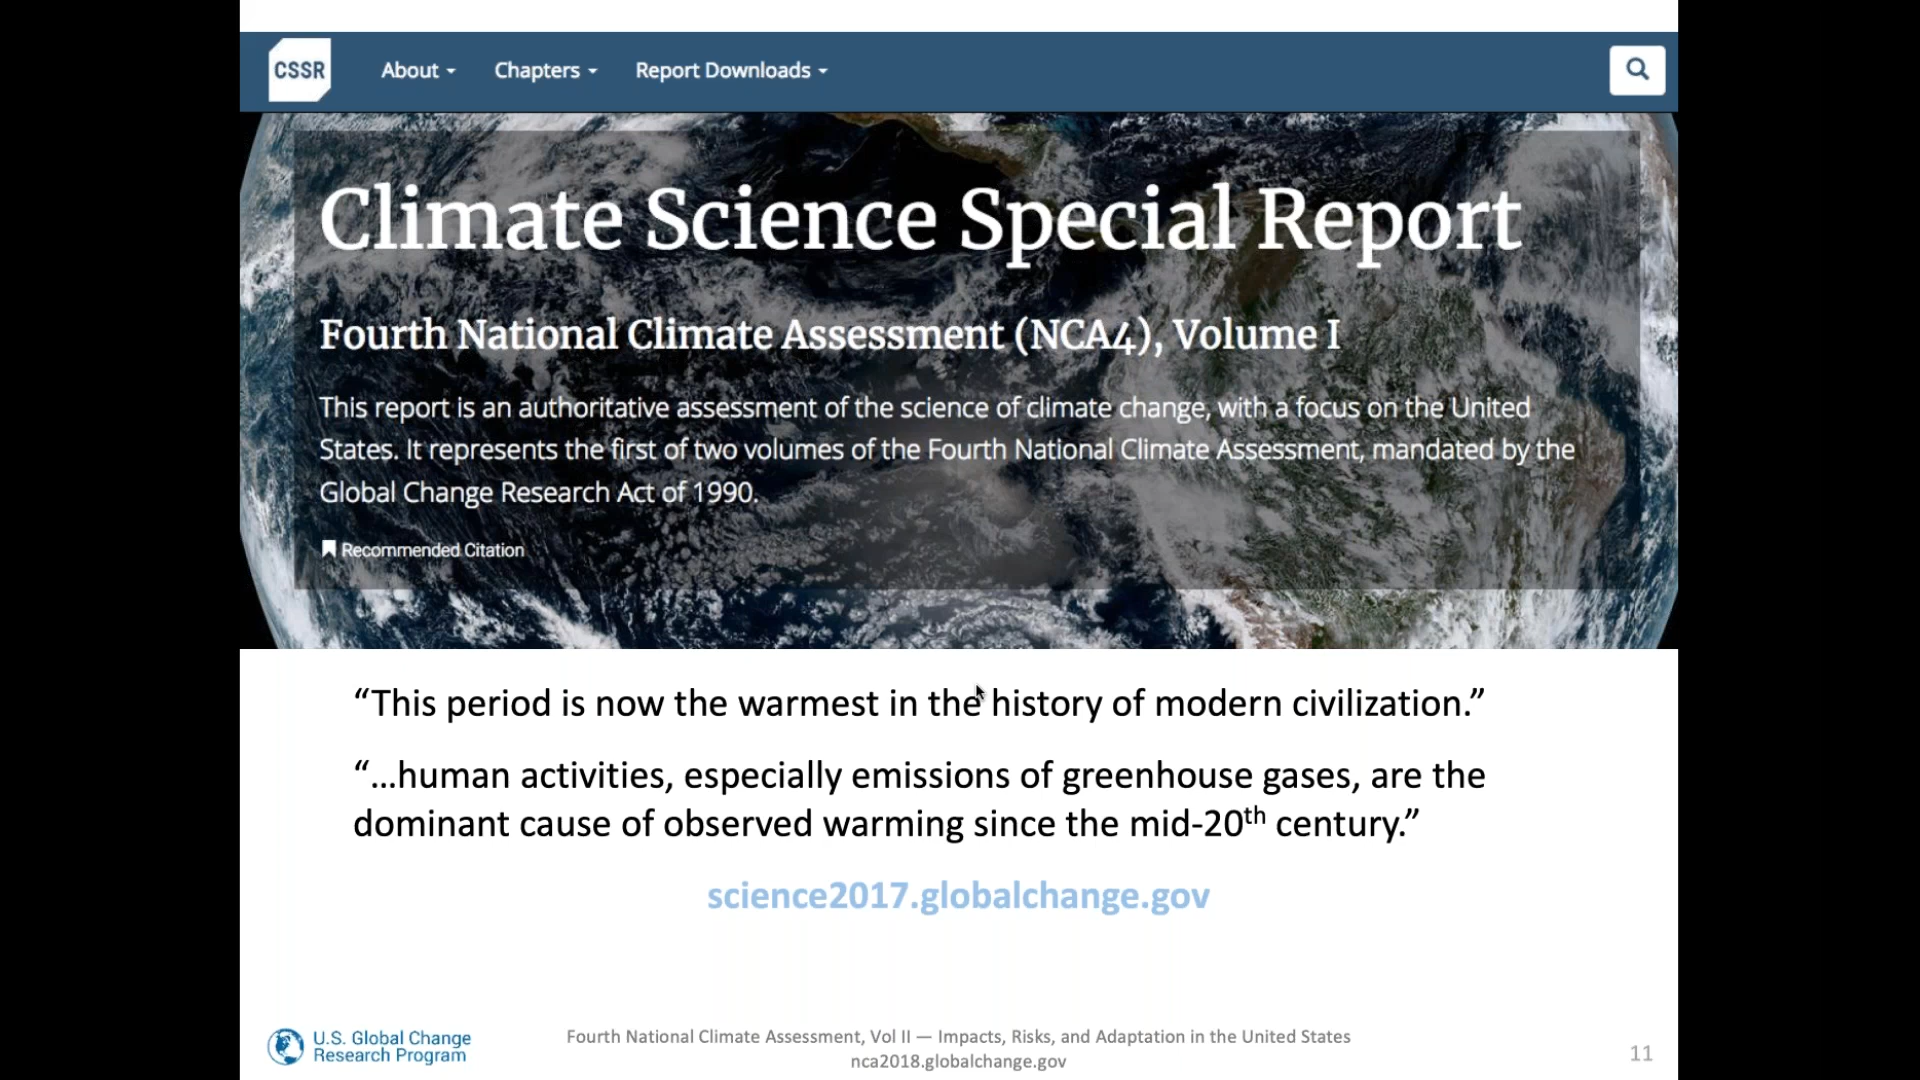 CSSR About Chapters Report Downloads
Climate Science Special Report
Fourth National Climate Assessment (NCA4), Volume I
This report is an authoritative assessment of the science of climate change, with a focus on the United
States. It represents the first of two volumes of the Fourth National Climate Assessment, mandated by the
Global Change Research Act of 1990.
Recommended Citation
“This period is now the warmest in the history of modern civilization.”
“…human activities, especially emissions of greenhouse gases, are the
dominant cause of observed warming since the mid-20th century.”
science2017.globalchange.gov
U.S. Global Change
Research Program
Fourth National Climate Assessment, Vol II — Impacts, Risks, and Adaptation in the United States
nca2018.globalchange.gov
11